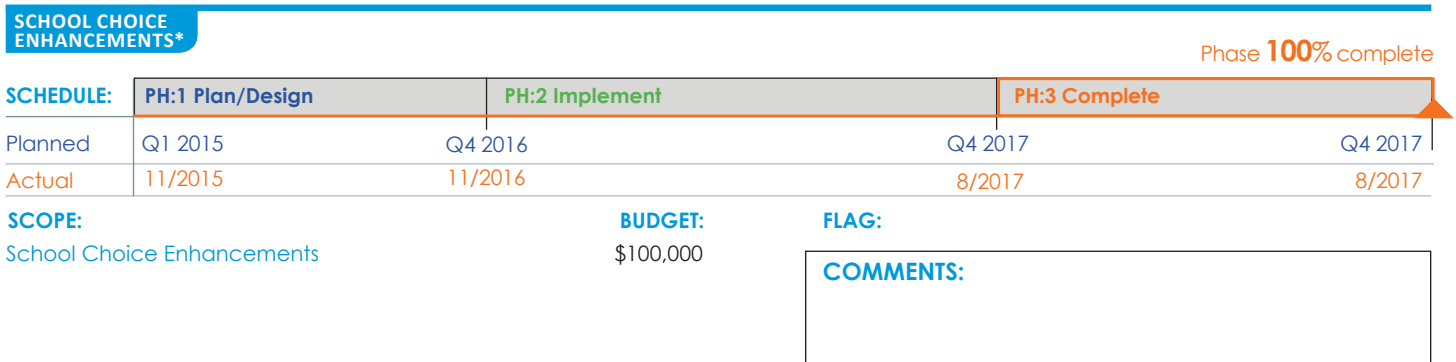 SCHOOL CHOICE
ENHANCEMENTS*
Phase 100% complete
SCHEDULE: PH:1 Plan/Design PH:2 Implement PH:3 Complete
Planned Q1 2015 Q4 2016 Q4 2017 Q4 2017
Actual 11/2015 11/2016 8/2017 8/2017
SCOPE: BUDGET: FLAG:
School Choice Enhancements $100,000
COMMENTS: